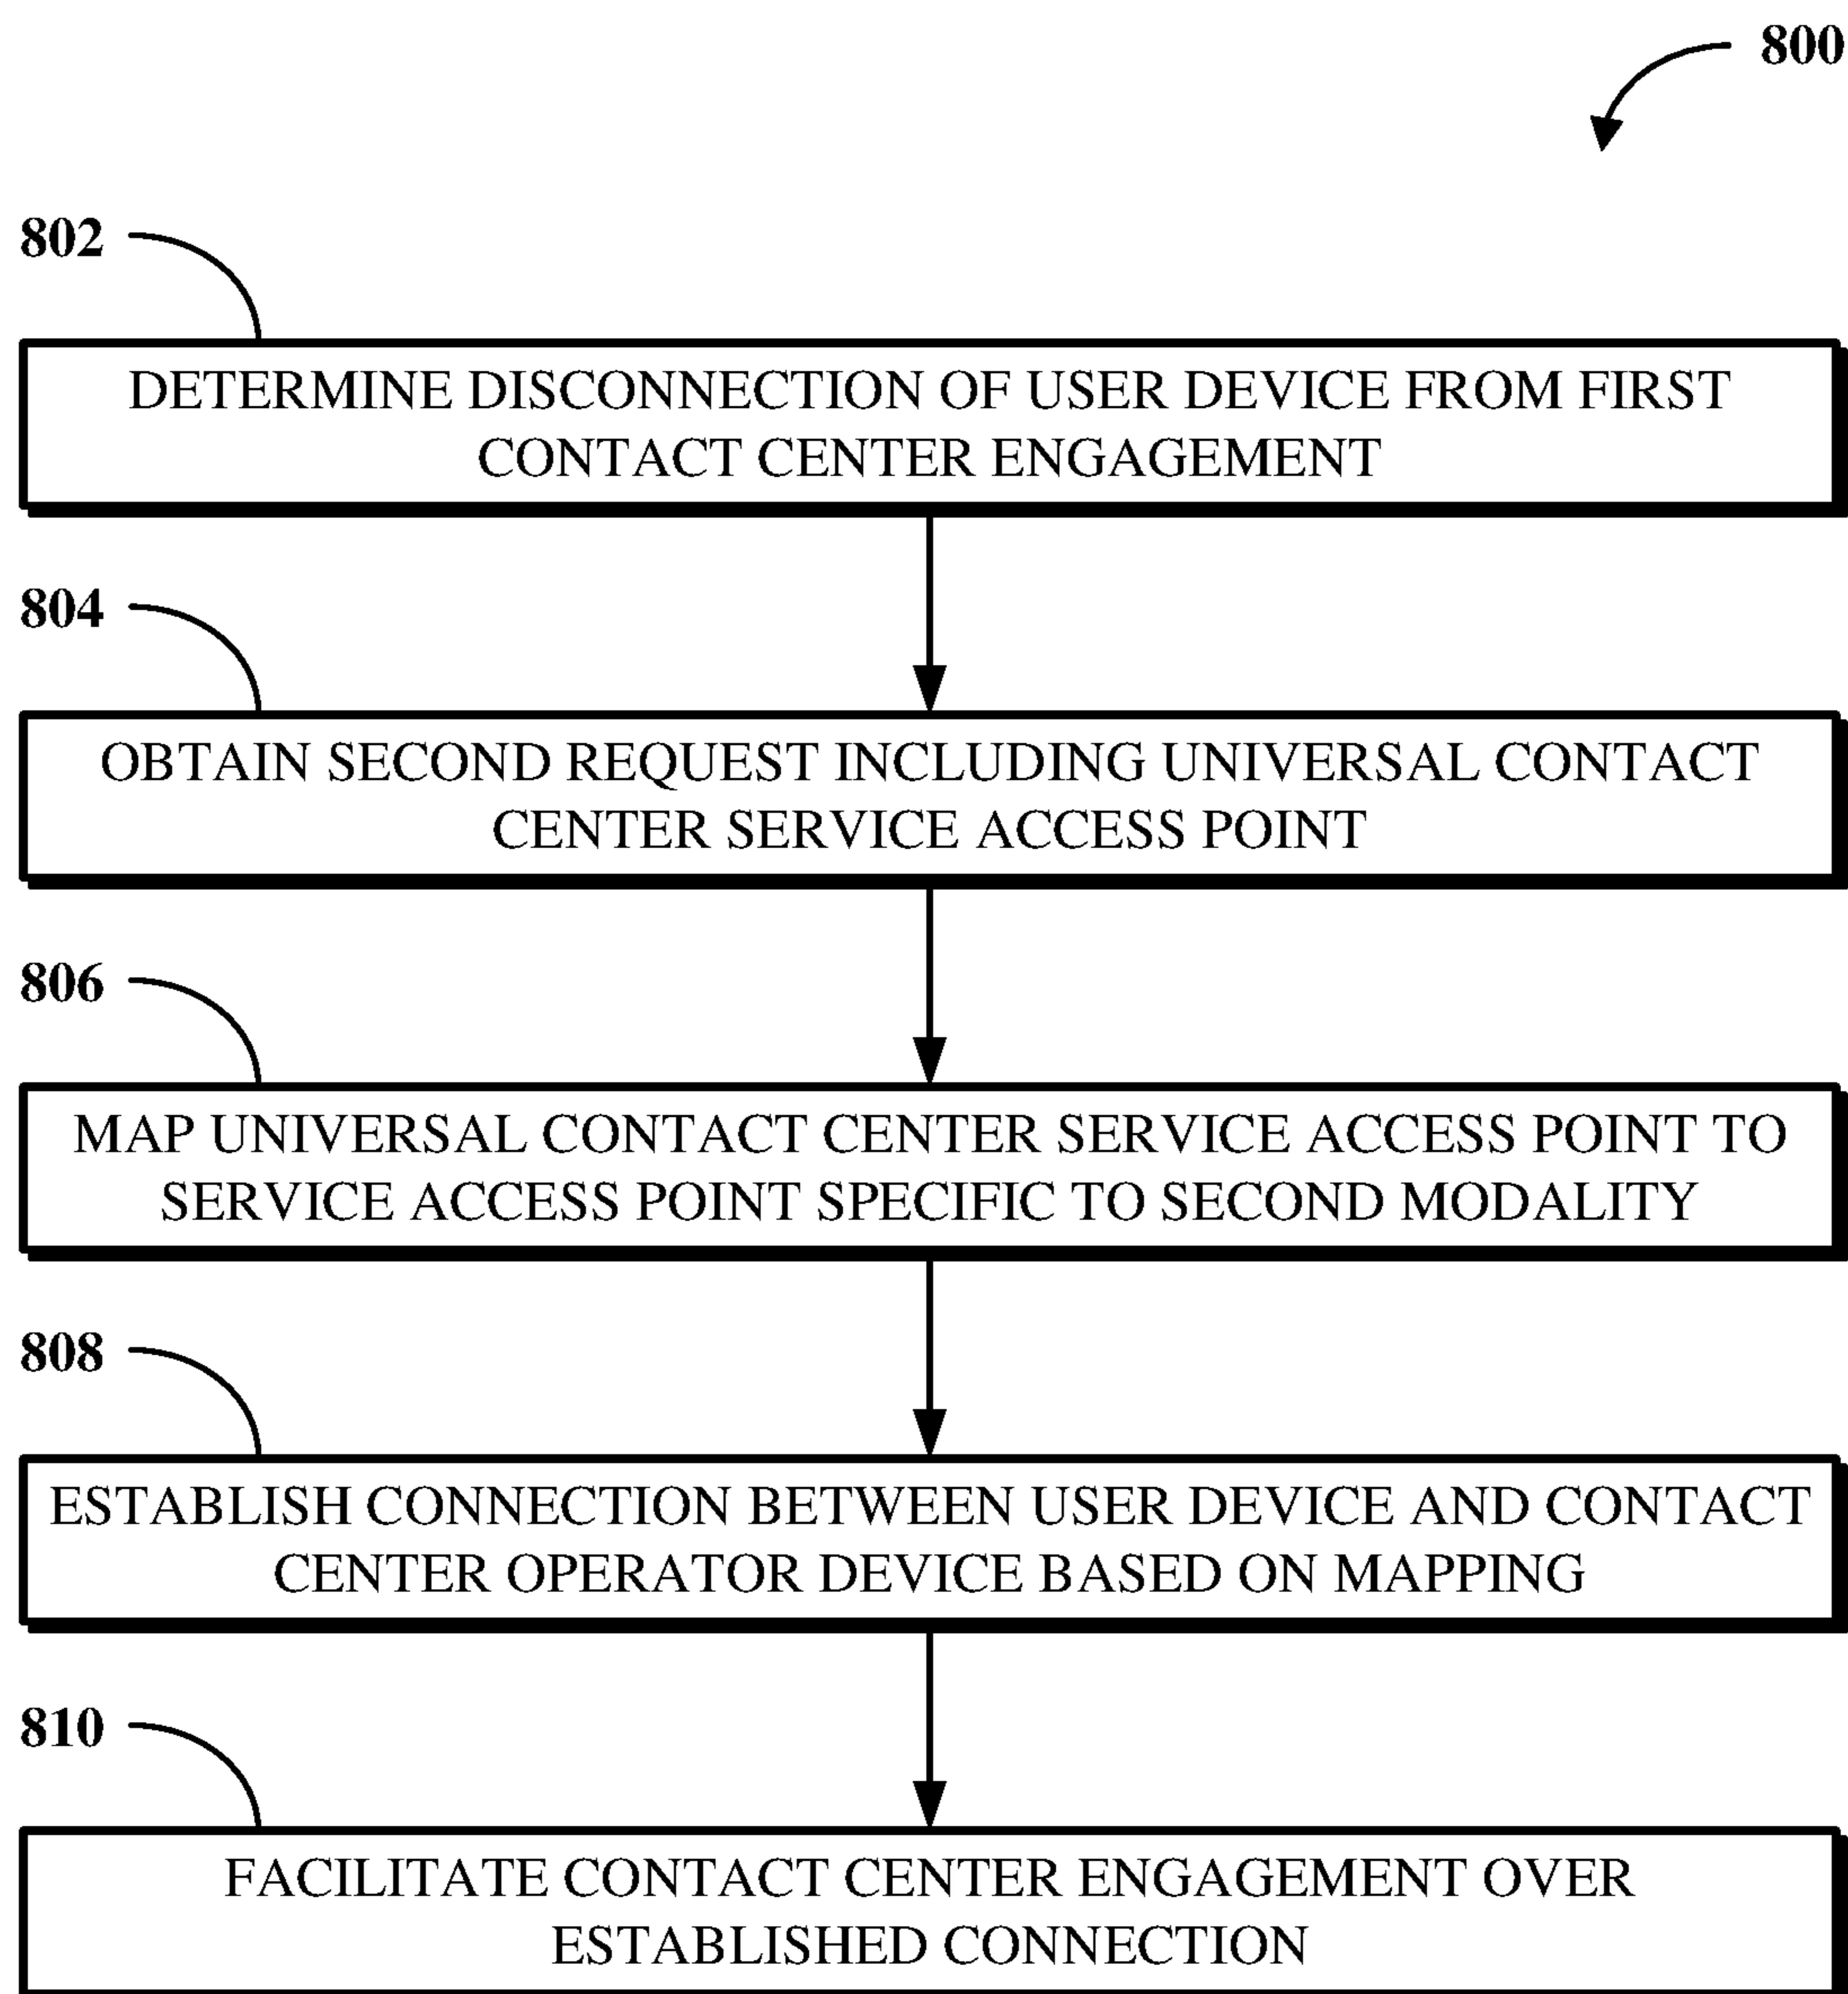 800
802
DETERMINE DISCONNECTION OF USER DEVICE FROM FIRST
CONTACT CENTER ENGAGEMENT
804
OBTAIN SECOND REQUEST INCLUDING UNIVERSAL CONTACT
CENTER SERVICE ACCESS POINT
806
MAP UNIVERSAL CONTACT CENTER SERVICE ACCESS POINT TO
SERVICE ACCESS POINT SPECIFIC TO SECOND MODALITY
808
ESTABLISH CONNECTION BETWEEN USER DEVICE AND CONTACT
CENTER OPERATOR DEVICE BASED ON MAPPING
810
FACILITATE CONTACT CENTER ENGAGEMENT OVER
ESTABLISHED CONNECTION